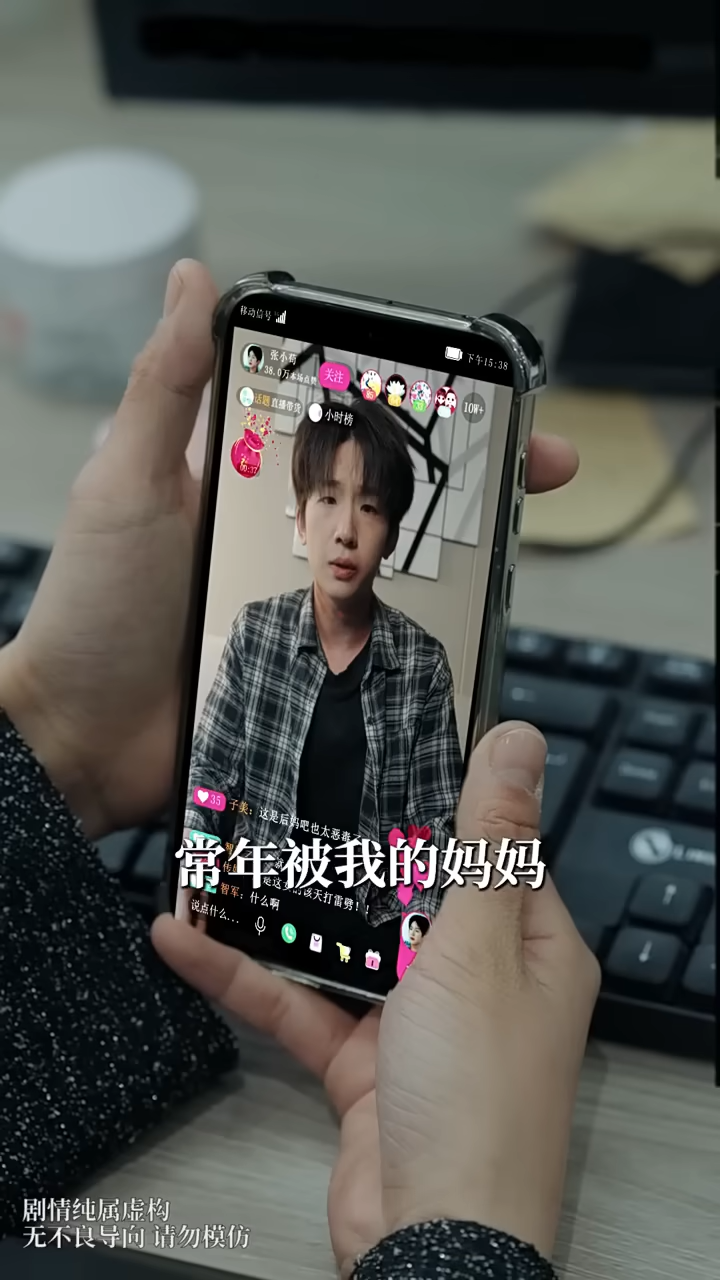 移动信号
下午15:38
张小荀
38.0万本场点赞
关注
10W+
话题 直播带货
小时榜
00:37
35 子美：这是后妈吧也太恶毒了
常年被我的妈妈
该天打雷劈！！
智军：什么啊
说点什么...
剧情纯属虚构
无不良导向 请勿模仿